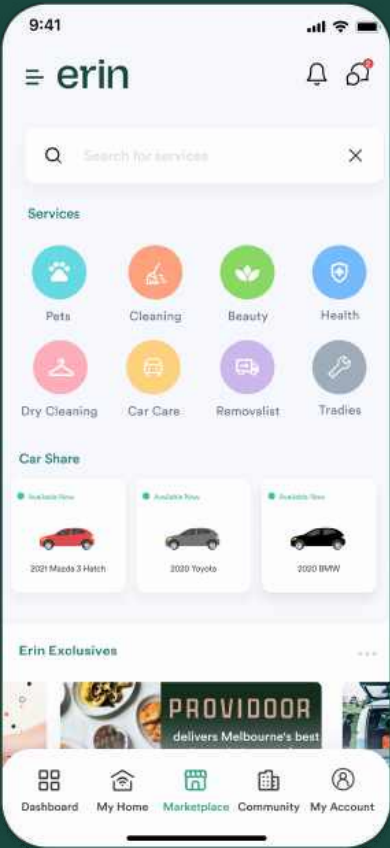 9:41
erin
Search for services
Services
Pets Cleaning Beauty Health
Dry Cleaning Car Care Removalist Tradies
Car Share
Available Now Available Now Available Now
2021 Mazda 3 Hatch 2020 Toyota 2020 BMW
Erin Exclusives
PROVIDOOR
delivers Melbourne's best
Dashboard My Home Marketplace Community My Account